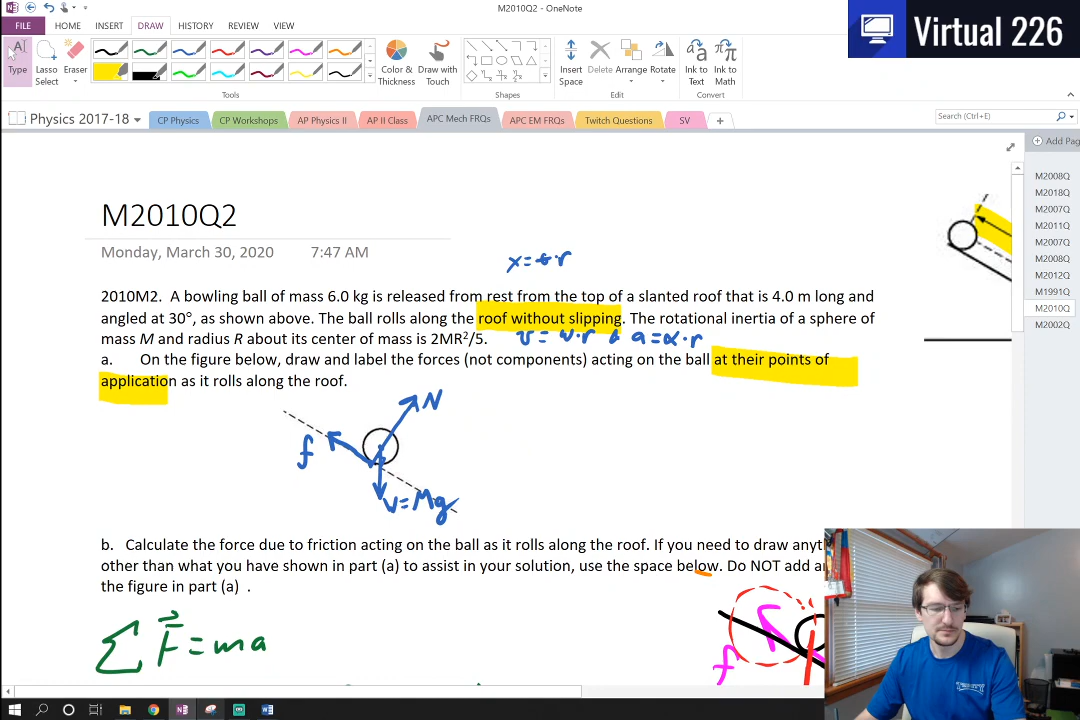 M2010Q2 - OneNote
FILE HOME INSERT DRAW HISTORY REVIEW VIEW
Virtual 226
Type
Lasso Select
Eraser
Color & Thickness
Draw with Touch
Insert Space
Delete
Arrange
Rotate
Ink to Text
Ink to Math
Tools
Shapes
Edit
Convert
Physics 2017-18
CP Physics
CP Workshops
AP Physics II
AP II Class
APC Mech FRQs
APC EM FRQs
Twitch Questions
SV
Search (Ctrl+E)
Add Pag
M2008Q
M2018Q
M2007Q
M2011Q
M2007Q
M2008Q
M2012Q
M1991Q
M2010Q
M2002Q
M2010Q2
Monday, March 30, 2020 7:47 AM
x = θ·r
2010M2. A bowling ball of mass 6.0 kg is released from rest from the top of a slanted roof that is 4.0 m long and
angled at 30°, as shown above. The ball rolls along the roof without slipping. The rotational inertia of a sphere of
v = ω·r & a = α·r
mass M and radius R about its center of mass is 2MR²/5.
a. On the figure below, draw and label the forces (not components) acting on the ball at their points of
application as it rolls along the roof.
N
f
=Mg
b. Calculate the force due to friction acting on the ball as it rolls along the roof. If you need to draw anyt
other than what you have shown in part (a) to assist in your solution, use the space below. Do NOT add a
the figure in part (a) .
∑ F⃗ = ma
f